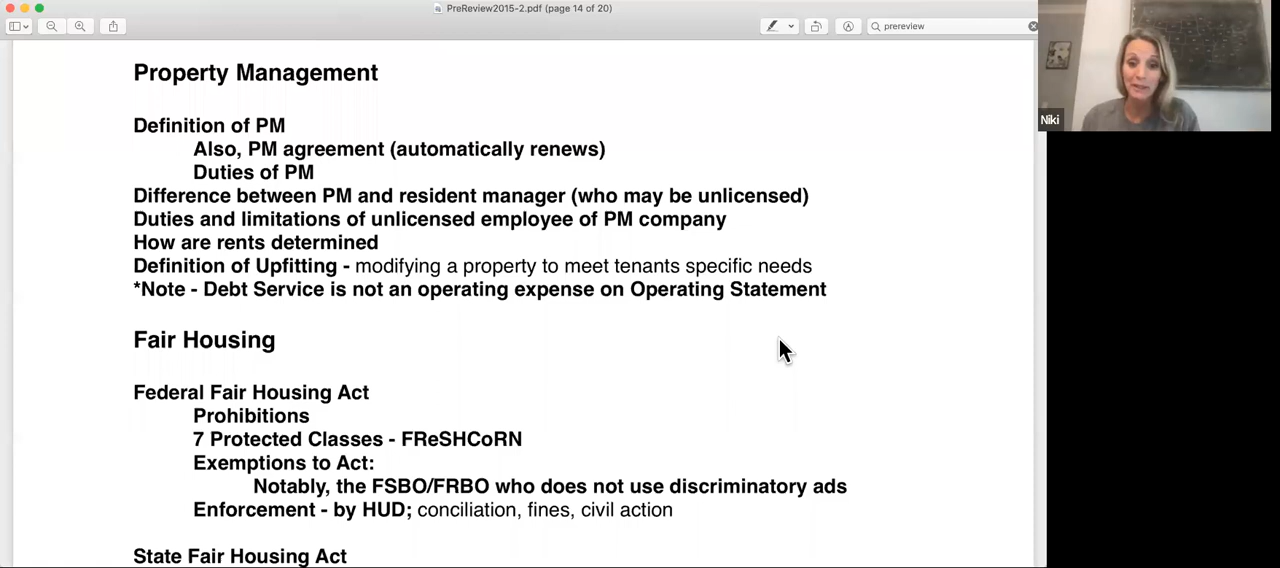 PreReview2015-2.pdf (page 14 of 20)
prereview
Niki
Property Management
Definition of PM
Also, PM agreement (automatically renews)
Duties of PM
Difference between PM and resident manager (who may be unlicensed)
Duties and limitations of unlicensed employee of PM company
How are rents determined
Definition of Upfitting - modifying a property to meet tenants specific needs
*Note - Debt Service is not an operating expense on Operating Statement
Fair Housing
Federal Fair Housing Act
Prohibitions
7 Protected Classes - FReSHCoRN
Exemptions to Act:
Notably, the FSBO/FRBO who does not use discriminatory ads
Enforcement - by HUD; conciliation, fines, civil action
State Fair Housing Act